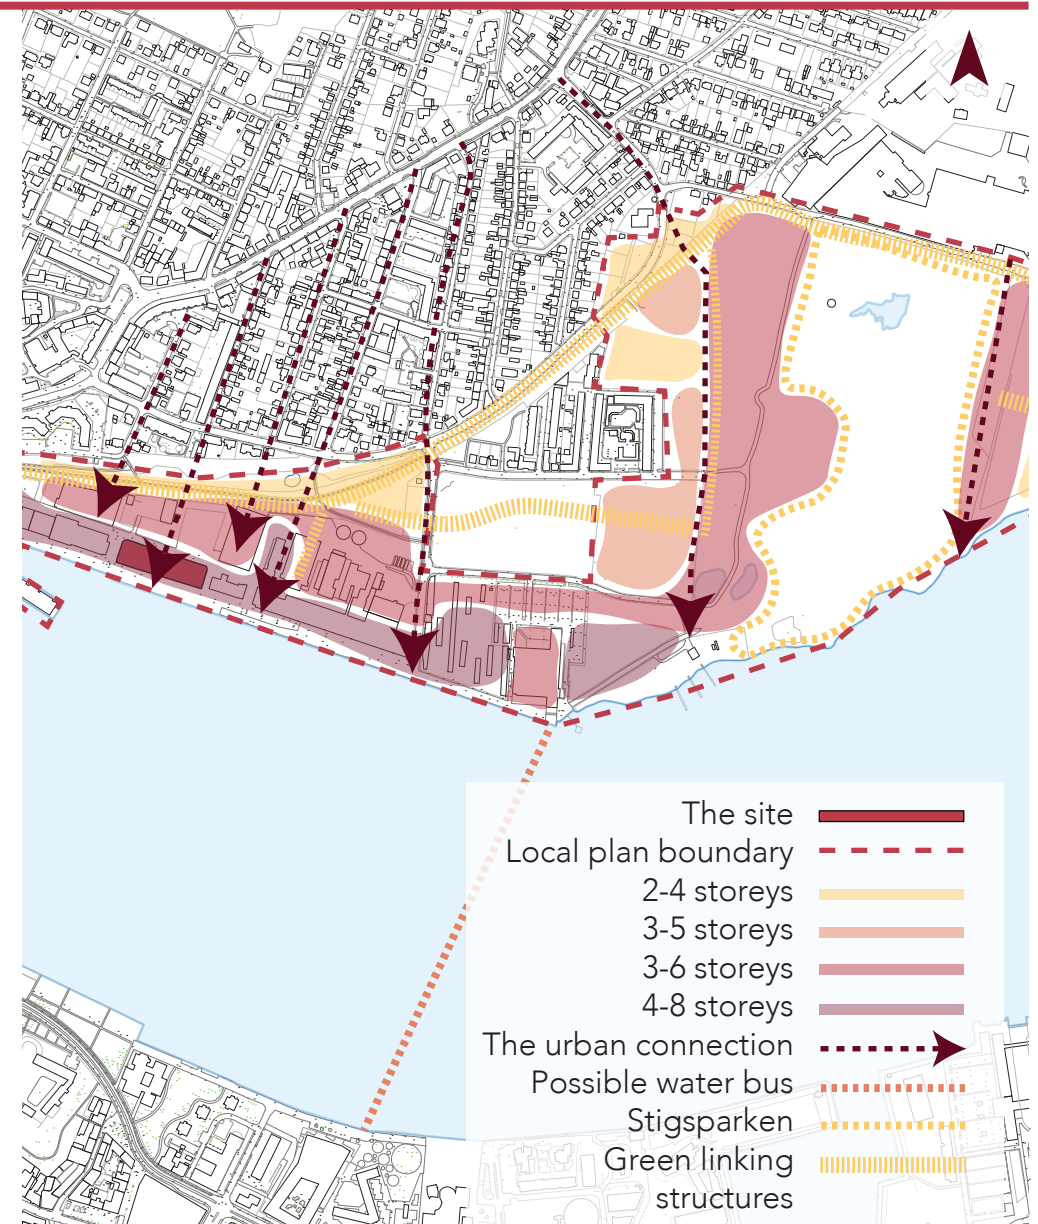 The site
Local plan boundary
2-4 storeys
3-5 storeys
3-6 storeys
4-8 storeys
The urban connection
Possible water bus
Stigsparken
Green linking
structures